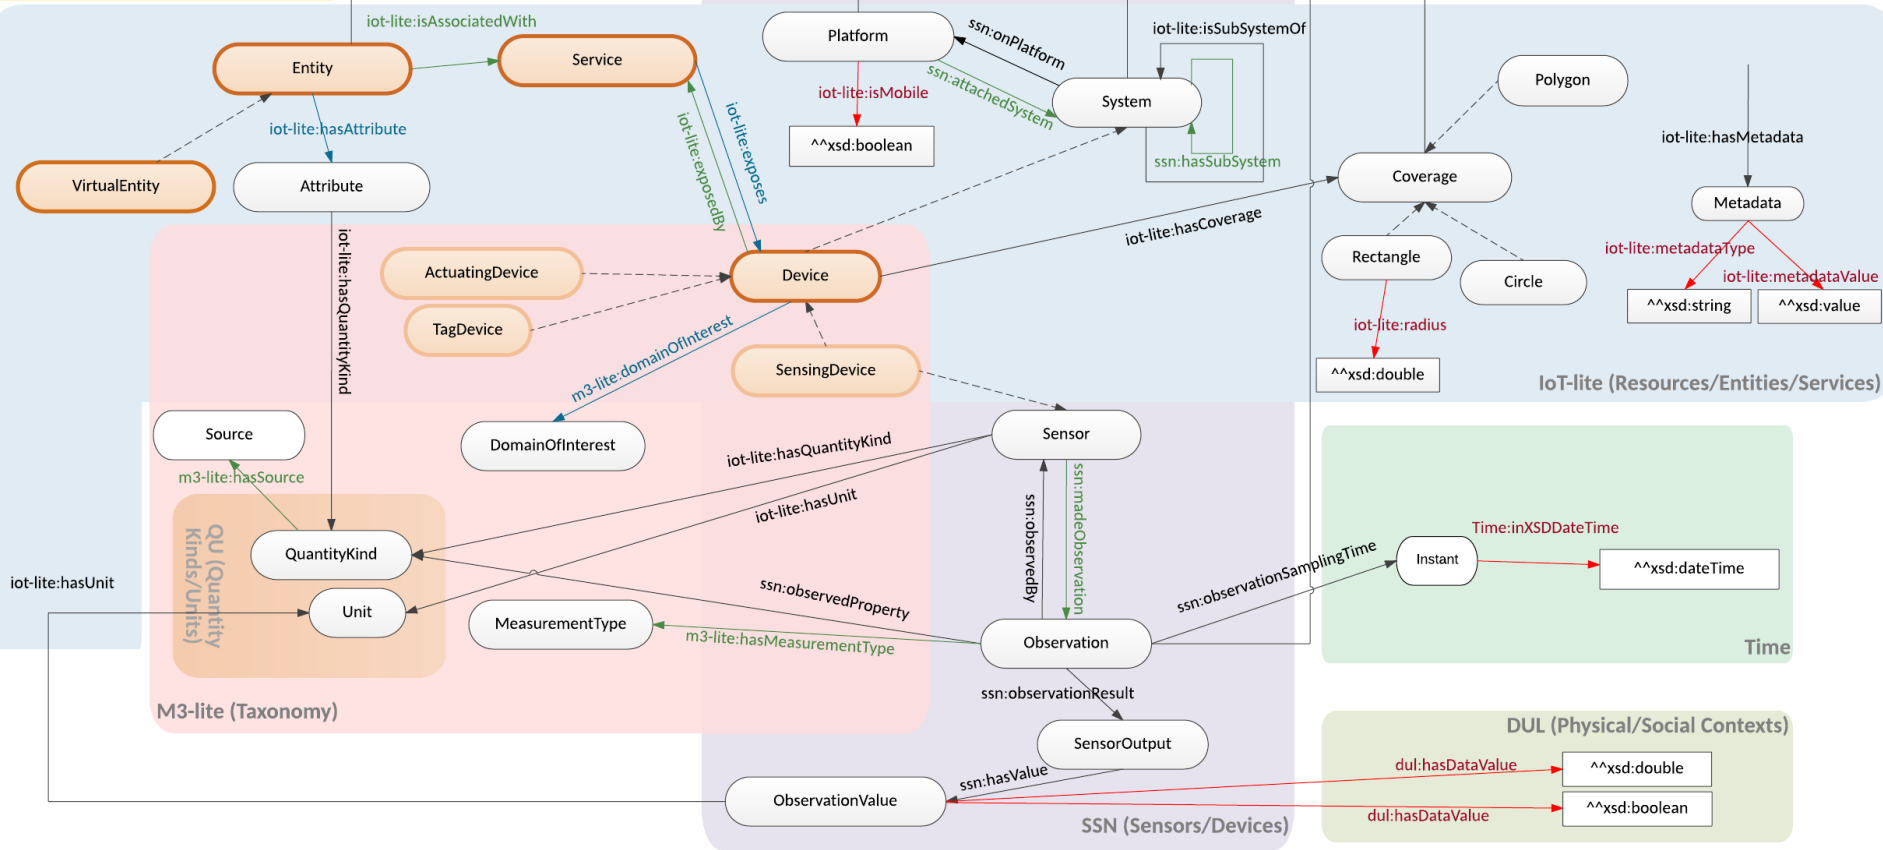 iot-lite:isAssociatedWith
Entity
Service
Platform
ssn:onPlatform
iot-lite:isSubSystemOf
iot-lite:isMobile
ssn:attachedSystem
System
Polygon
iot-lite:hasAttribute
iot-lite:exposedBy
iot-lite:exposes
^^xsd:boolean
ssn:hasSubSystem
iot-lite:hasMetadata
VirtualEntity
Attribute
Coverage
Metadata
iot-lite:hasCoverage
iot-lite:hasQuantityKind
ActuatingDevice
Device
Rectangle
Circle
iot-lite:metadataType
iot-lite:metadataValue
^^xsd:string
^^xsd:value
TagDevice
m3-lite:domainOfInterest
iot-lite:radius
SensingDevice
^^xsd:double
IoT-lite (Resources/Entities/Services)
Source
DomainOfInterest
iot-lite:hasQuantityKind
Sensor
m3-lite:hasSource
iot-lite:hasUnit
ssn:observedBy
ssn:madeObservation
QU (Quantity
Kinds/Units)
QuantityKind
Time:inXSDDateTime
Instant
^^xsd:dateTime
iot-lite:hasUnit
Unit
ssn:observedProperty
ssn:observationSamplingTime
MeasurementType
m3-lite:hasMeasurementType
Observation
Time
ssn:observationResult
M3-lite (Taxonomy)
SensorOutput
DUL (Physical/Social Contexts)
ssn:hasValue
dul:hasDataValue
^^xsd:double
ObservationValue
dul:hasDataValue
^^xsd:boolean
SSN (Sensors/Devices)